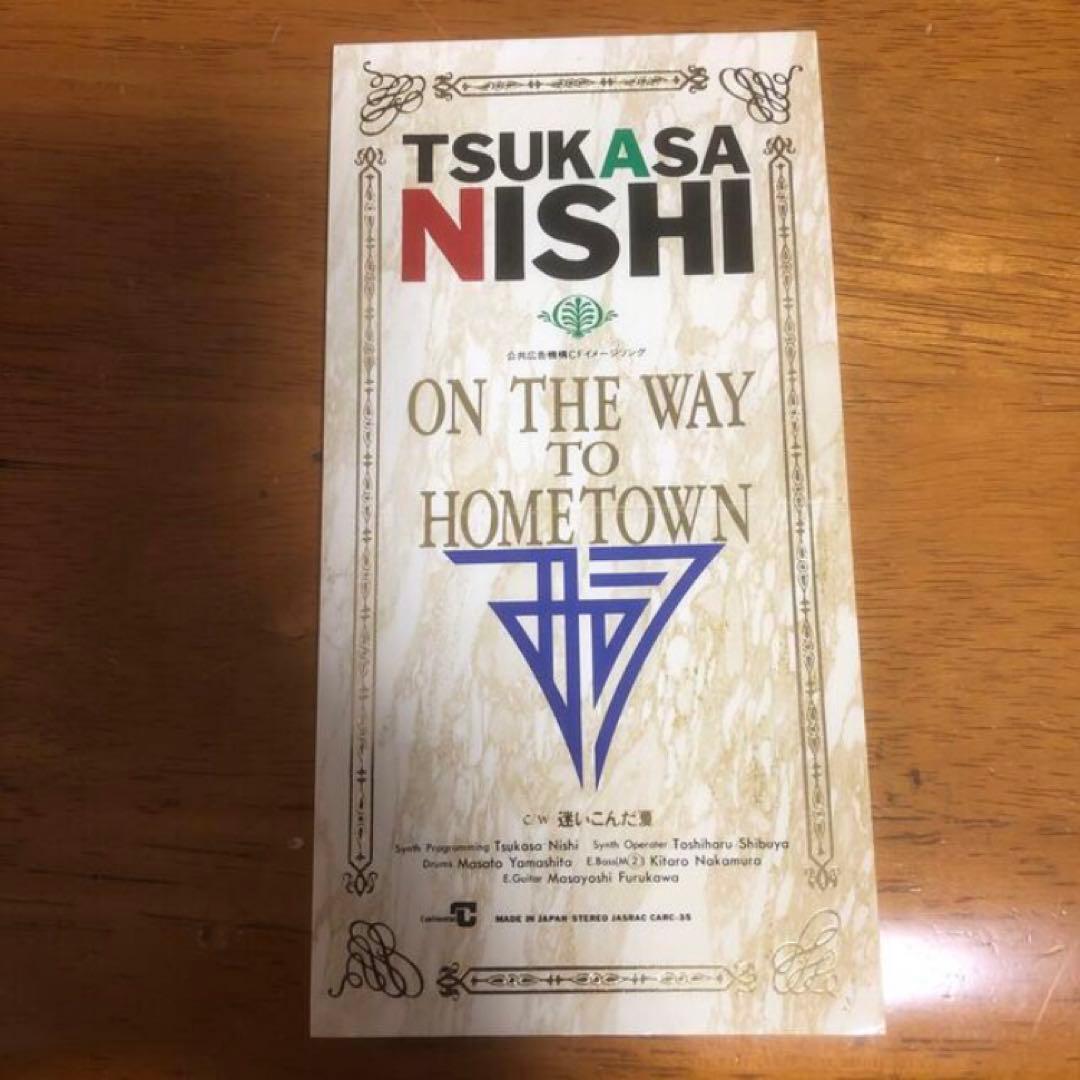 TSUKASA
NISHI
公共広告機構CFイメージソング
ON THE WAY
TO
HOMETOWN
C/W 迷いこんだ夏
Synth Programming Tsukasa Nishi Synth Operater Toshiharu Shibuya
Drums Masato Yamashita E.Bass(M②) Kitaro Nakamura
E.Guitar Masayoshi Furukawa
MADE IN JAPAN STEREO JASRAC CARC-35